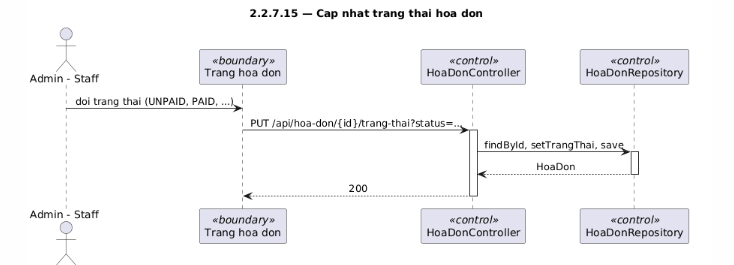 2.2.7.15 — Cap nhat trang thai hoa don
Admin - Staff
«boundary»
Trang hoa don
«control»
HoaDonController
«control»
HoaDonRepository
doi trang thai (UNPAID, PAID, ...)
PUT /api/hoa-don/{id}/trang-thai?status=...
findById, setTrangThai, save
HoaDon
200
Admin - Staff
«boundary»
Trang hoa don
«control»
HoaDonController
«control»
HoaDonRepository